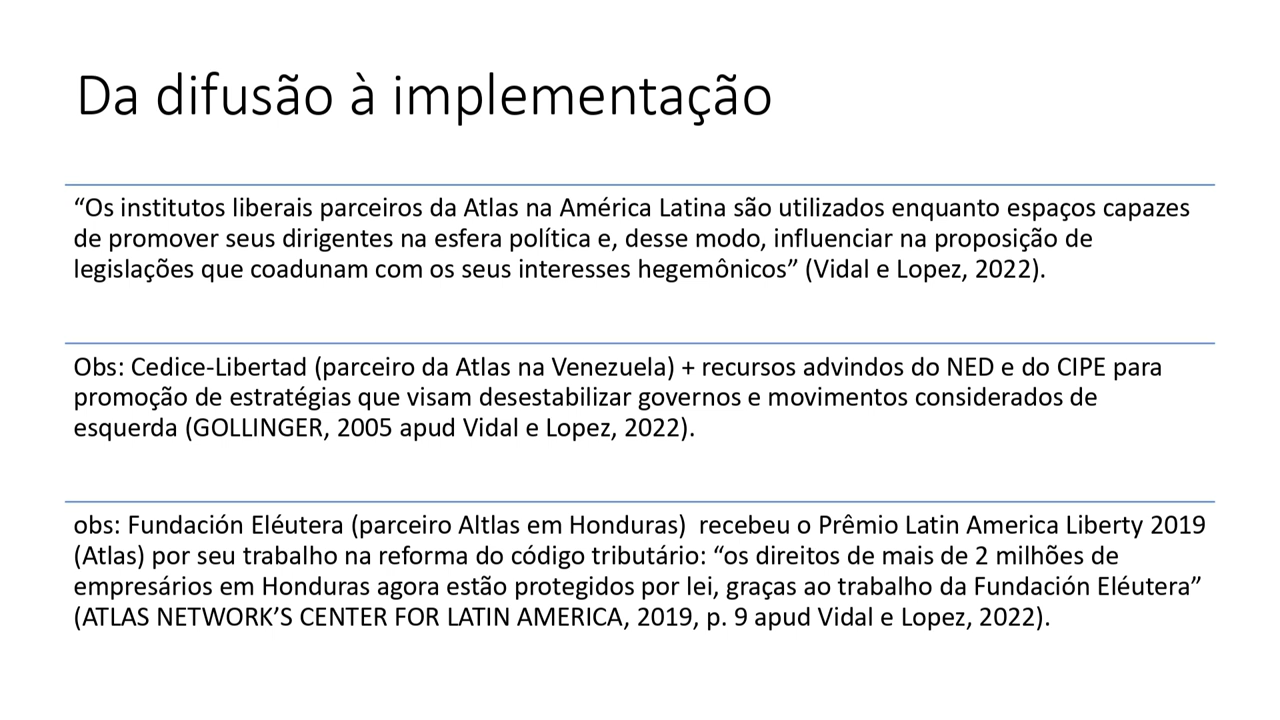 Da difusão à implementação
“Os institutos liberais parceiros da Atlas na América Latina são utilizados enquanto espaços capazes
de promover seus dirigentes na esfera política e, desse modo, influenciar na proposição de
legislações que coadunam com os seus interesses hegemônicos” (Vidal e Lopez, 2022).
Obs: Cedice-Libertad (parceiro da Atlas na Venezuela) + recursos advindos do NED e do CIPE para
promoção de estratégias que visam desestabilizar governos e movimentos considerados de
esquerda (GOLLINGER, 2005 apud Vidal e Lopez, 2022).
obs: Fundación Eléutera (parceiro Altlas em Honduras)  recebeu o Prêmio Latin America Liberty 2019
(Atlas) por seu trabalho na reforma do código tributário: “os direitos de mais de 2 milhões de
empresários em Honduras agora estão protegidos por lei, graças ao trabalho da Fundación Eléutera”
(ATLAS NETWORK’S CENTER FOR LATIN AMERICA, 2019, p. 9 apud Vidal e Lopez, 2022).